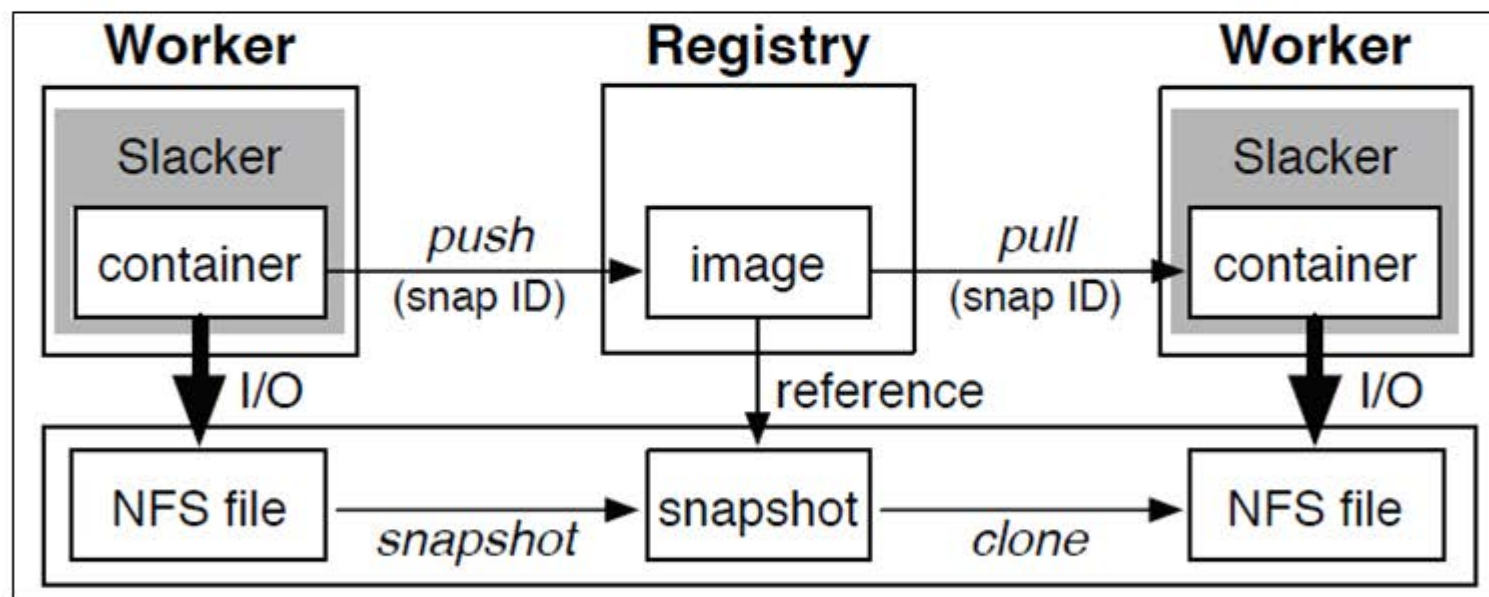 Worker
Registry
Worker
Slacker
Slacker
container
push
(snap ID)
image
pull
(snap ID)
container
I/O
reference
I/O
NFS file
snapshot
snapshot
clone
NFS file